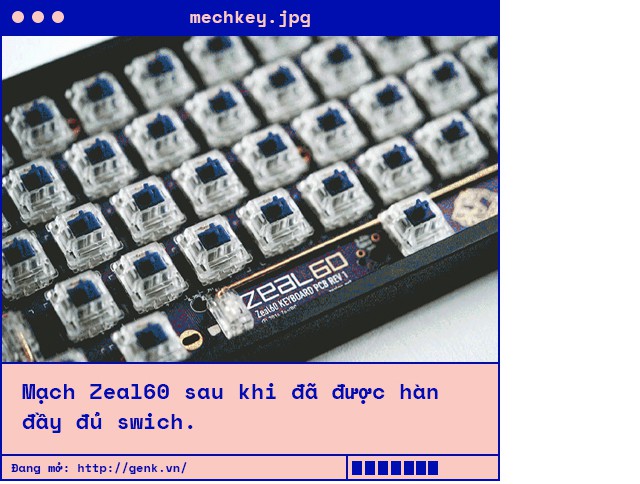 mechkey.jpg
ZEAL60
Zeal60 KEYBOARD PCB REV 1
Mạch Zeal60 sau khi đã được hàn
đầy đủ swich.
Đang mở: http://genk.vn/